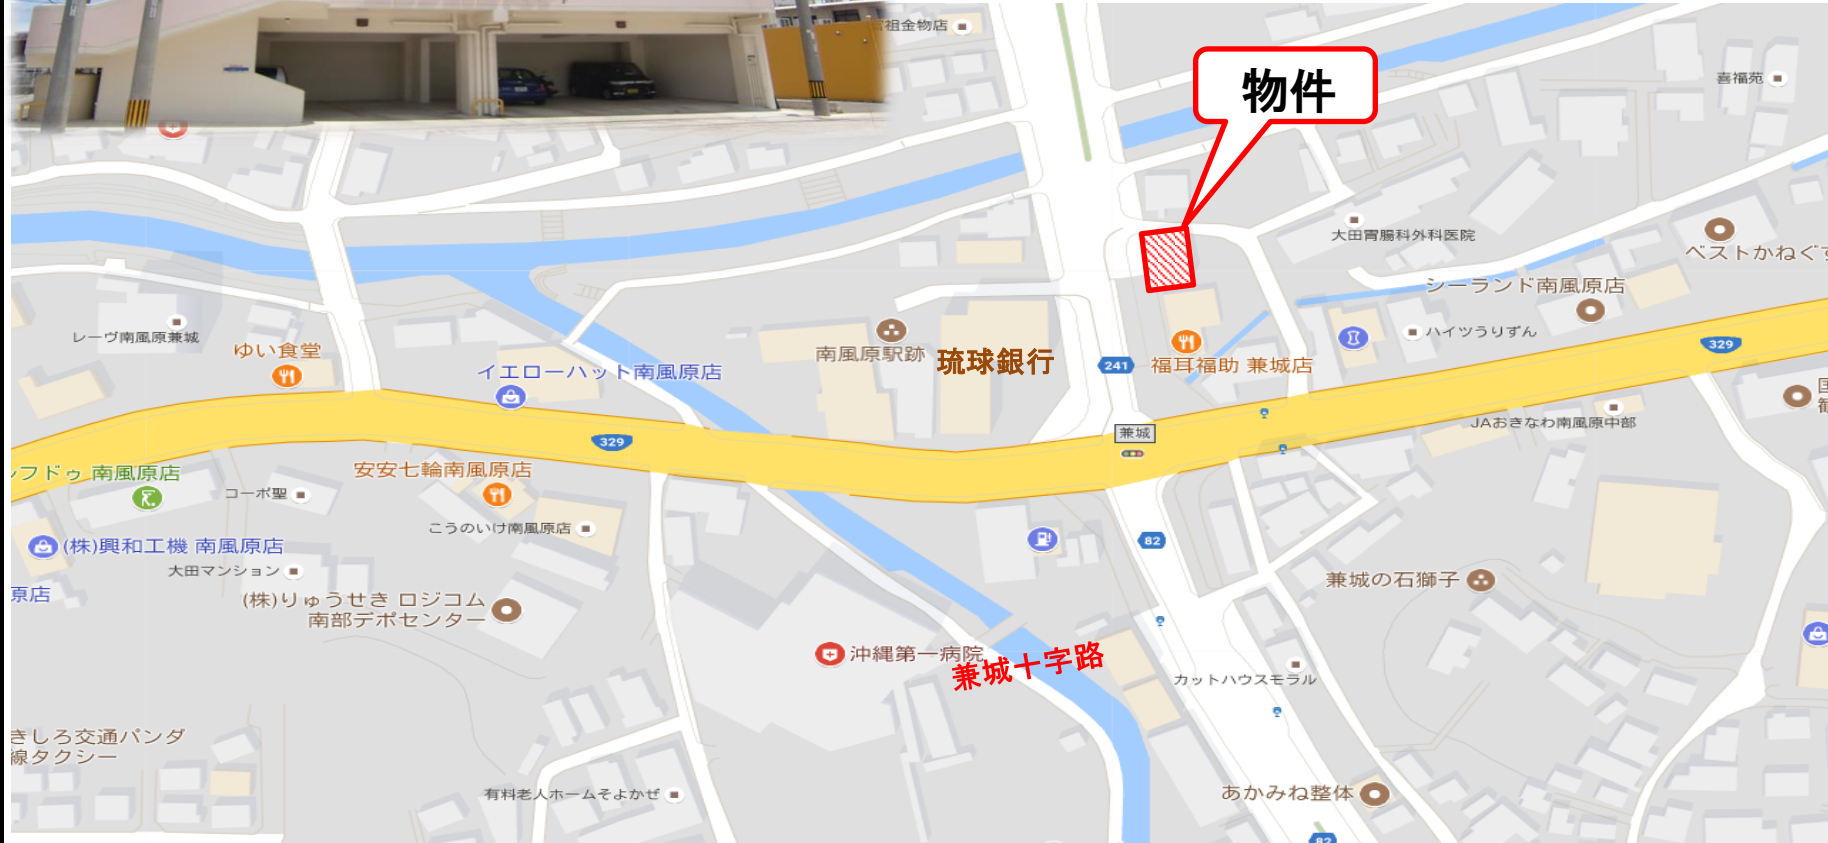 祖金物店
物件
喜福苑
大田胃腸科外科医院
ベストかねぐす
シーランド南風原店
レーヴ南風原兼城
ゆい食堂
イエローハット南風原店
南風原駅跡
琉球銀行
241
福耳福助 兼城店
ハイツうりずん
329
329
兼城
JAおきなわ南風原中部
フドゥ 南風原店
コーポ聖
安安七輪南風原店
こうのいけ南風原店
(株)興和工機 南風原店
大田マンション
原店
(株)りゅうせき ロジコム
南部デポセンター
82
兼城の石獅子
沖縄第一病院
兼城十字路
カットハウスモラル
きしろ交通パンダ
線タクシー
有料老人ホームそよかぜ
あかみね整体
82